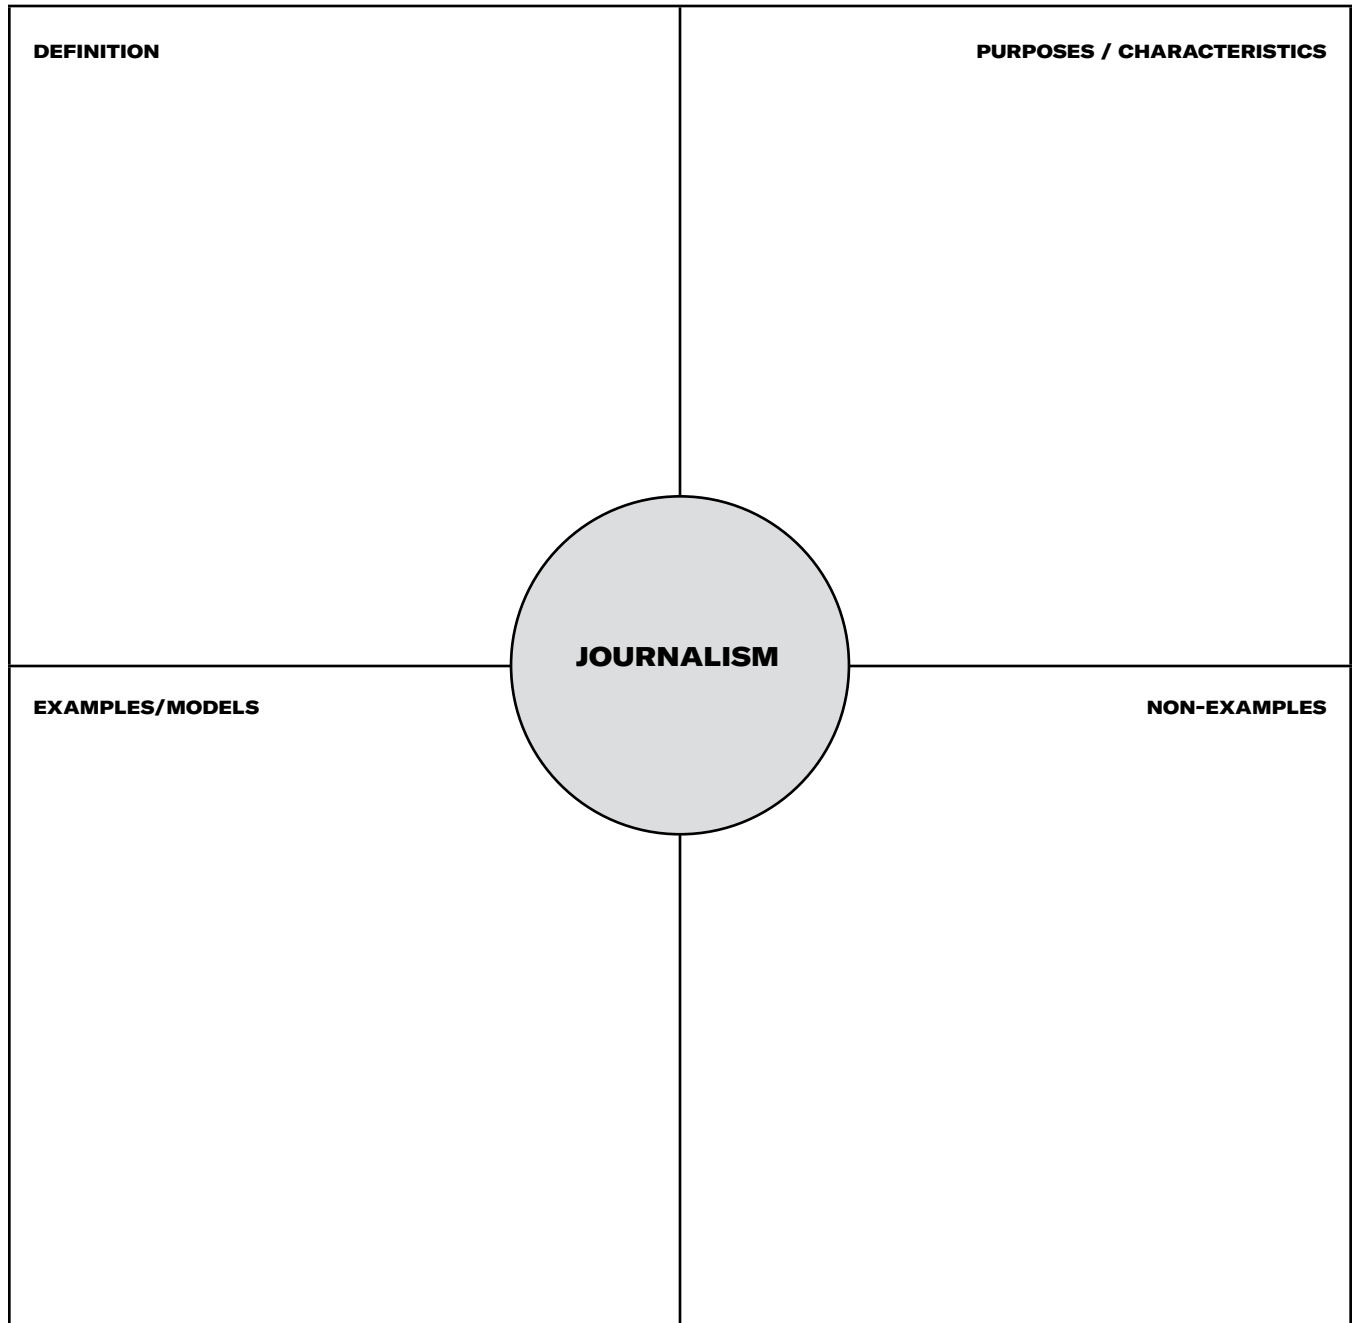 DEFINITION
PURPOSES / CHARACTERISTICS
JOURNALISM
EXAMPLES/MODELS
NON-EXAMPLES